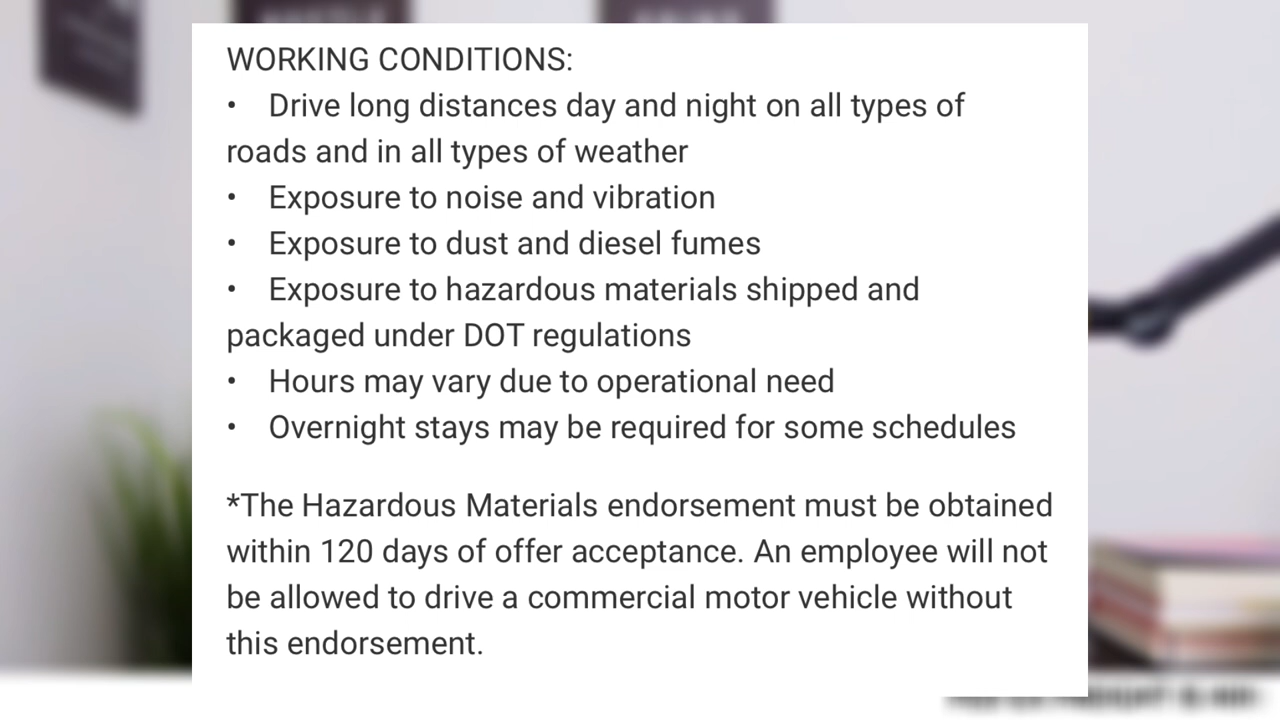 WORKING CONDITIONS:
• Drive long distances day and night on all types of
roads and in all types of weather
• Exposure to noise and vibration
• Exposure to dust and diesel fumes
• Exposure to hazardous materials shipped and
packaged under DOT regulations
• Hours may vary due to operational need
• Overnight stays may be required for some schedules
*The Hazardous Materials endorsement must be obtained
within 120 days of offer acceptance. An employee will not
be allowed to drive a commercial motor vehicle without
this endorsement.